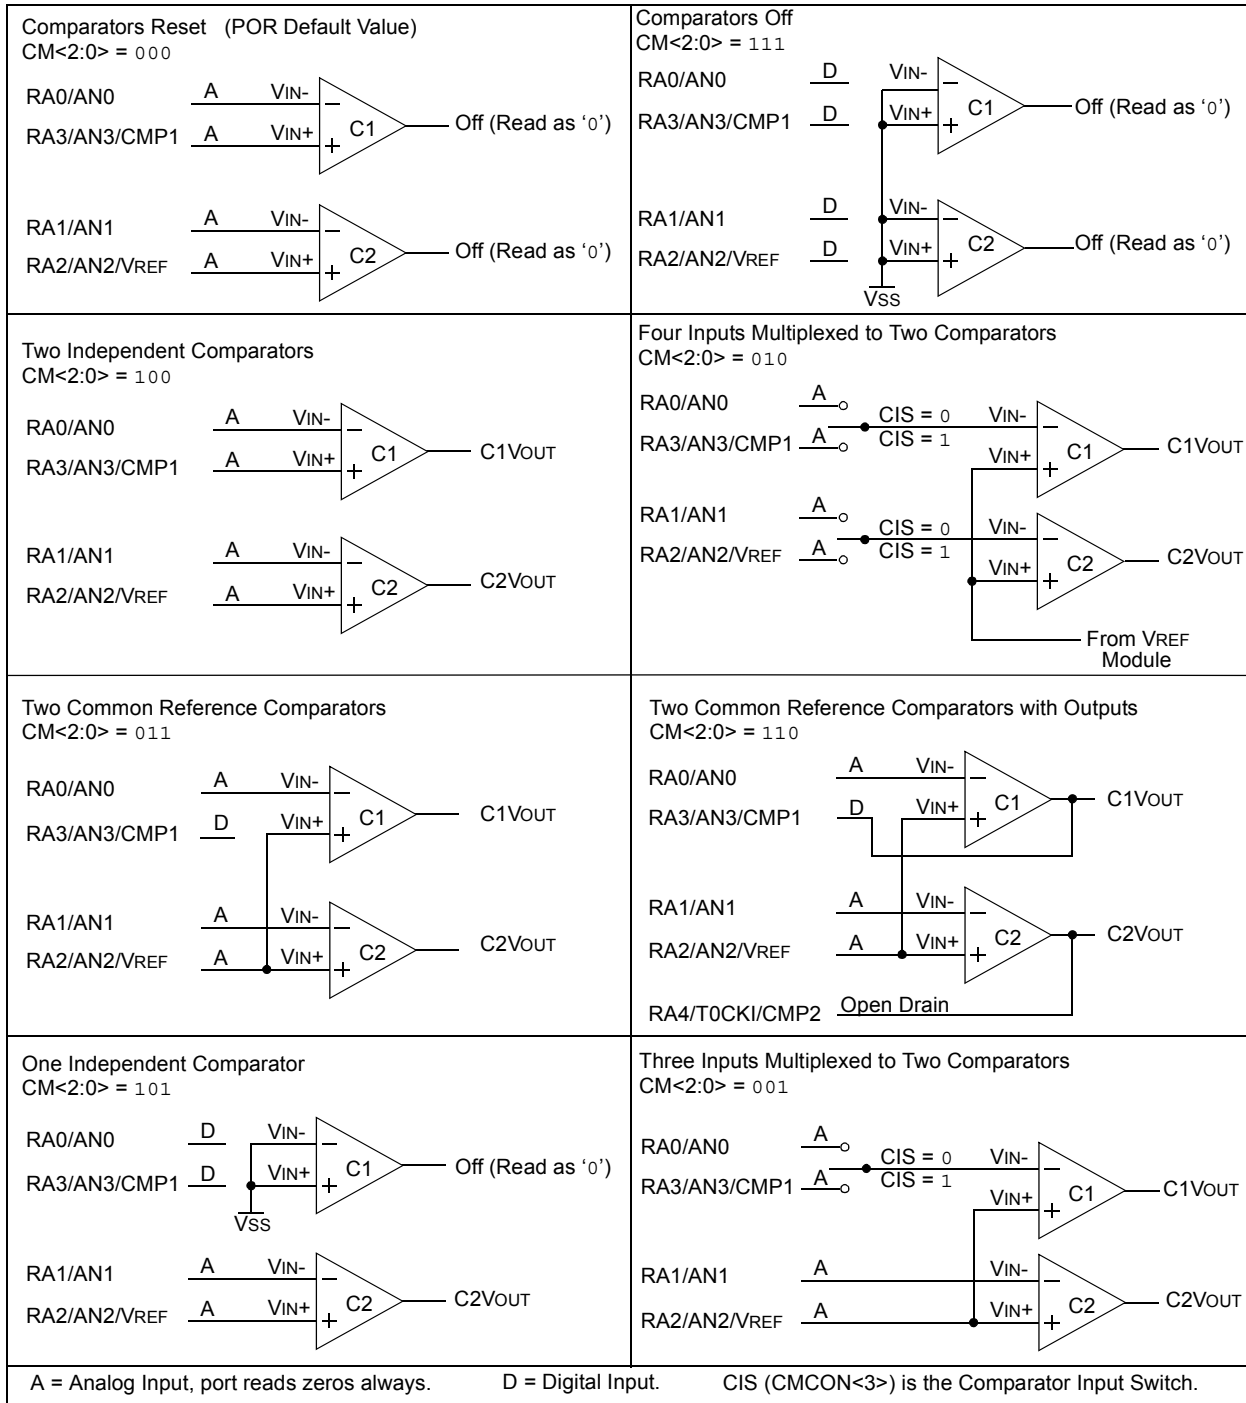 Comparators Reset (POR Default Value)
CM<2:0> = 000
RA0/AN0 A VIN- −
RA3/AN3/CMP1 A VIN+ + C1 Off (Read as ‘0’)
RA1/AN1 A VIN- −
RA2/AN2/VREF A VIN+ + C2 Off (Read as ‘0’)
Comparators Off
CM<2:0> = 111
RA0/AN0 D VIN- −
RA3/AN3/CMP1 D VIN+ + C1 Off (Read as ‘0’)
RA1/AN1 D VIN- −
RA2/AN2/VREF D VIN+ + C2 Off (Read as ‘0’)
VSS
Two Independent Comparators
CM<2:0> = 100
RA0/AN0 A VIN- −
RA3/AN3/CMP1 A VIN+ + C1 C1VOUT
RA1/AN1 A VIN- −
RA2/AN2/VREF A VIN+ + C2 C2VOUT
Four Inputs Multiplexed to Two Comparators
CM<2:0> = 010
RA0/AN0 A CIS = 0 VIN- −
RA3/AN3/CMP1 A CIS = 1 VIN+ + C1 C1VOUT
RA1/AN1 A CIS = 0 VIN- −
RA2/AN2/VREF A CIS = 1 VIN+ + C2 C2VOUT
From VREF
Module
Two Common Reference Comparators
CM<2:0> = 011
RA0/AN0 A VIN- −
RA3/AN3/CMP1 D VIN+ + C1 C1VOUT
RA1/AN1 A VIN- −
RA2/AN2/VREF A VIN+ + C2 C2VOUT
Two Common Reference Comparators with Outputs
CM<2:0> = 110
RA0/AN0 A VIN- −
RA3/AN3/CMP1 D VIN+ + C1 C1VOUT
RA1/AN1 A VIN- −
RA2/AN2/VREF A VIN+ + C2 C2VOUT
RA4/T0CKI/CMP2 Open Drain
One Independent Comparator
CM<2:0> = 101
RA0/AN0 D VIN- −
RA3/AN3/CMP1 D VIN+ + C1 Off (Read as ‘0’)
VSS
RA1/AN1 A VIN- −
RA2/AN2/VREF A VIN+ + C2 C2VOUT
Three Inputs Multiplexed to Two Comparators
CM<2:0> = 001
RA0/AN0 A CIS = 0 VIN- −
RA3/AN3/CMP1 A CIS = 1 VIN+ + C1 C1VOUT
RA1/AN1 A VIN- −
RA2/AN2/VREF A VIN+ + C2 C2VOUT
A = Analog Input, port reads zeros always. D = Digital Input. CIS (CMCON<3>) is the Comparator Input Switch.